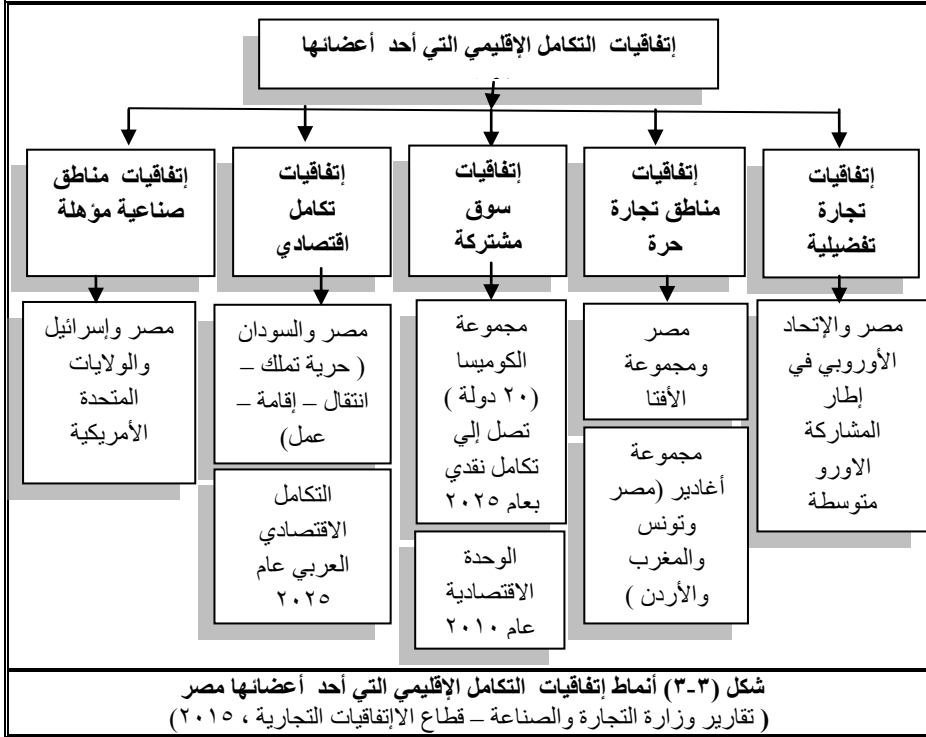 إتفاقيات التكامل الإقليمي التي أحد أعضائها
إتفاقيات
تجارة
تفضيلية
إتفاقيات
مناطق تجارة
حرة
إتفاقيات
سوق
مشتركة
إتفاقيات
تكامل
اقتصادي
إتفاقيات مناطق
صناعية مؤهلة
مصر والإتحاد
الأوروبي في
إطار
المشاركة
الاورو
متوسطة
مصر
ومجموعة
الأفتا
مجموعة
أغادير (مصر
وتونس
والمغرب
والأردن )
مجموعة
الكوميسا
(٢٠ دولة )
تصل إلي
تكامل نقدي
بعام ٢٠٢٥
الوحدة
الاقتصادية
عام ٢٠١٠
مصر والسودان
( حرية تملك –
انتقال – إقامة –
عمل)
التكامل
الاقتصادي
العربي عام
٢٠٢٥
مصر وإسرائيل
والولايات
المتحدة
الأمريكية
شكل (٣-٣) أنماط إتفاقيات التكامل الإقليمي التي أحد أعضائها مصر
( تقارير وزارة التجارة والصناعة – قطاع الاإتفاقيات التجارية ، ٢٠١٥)